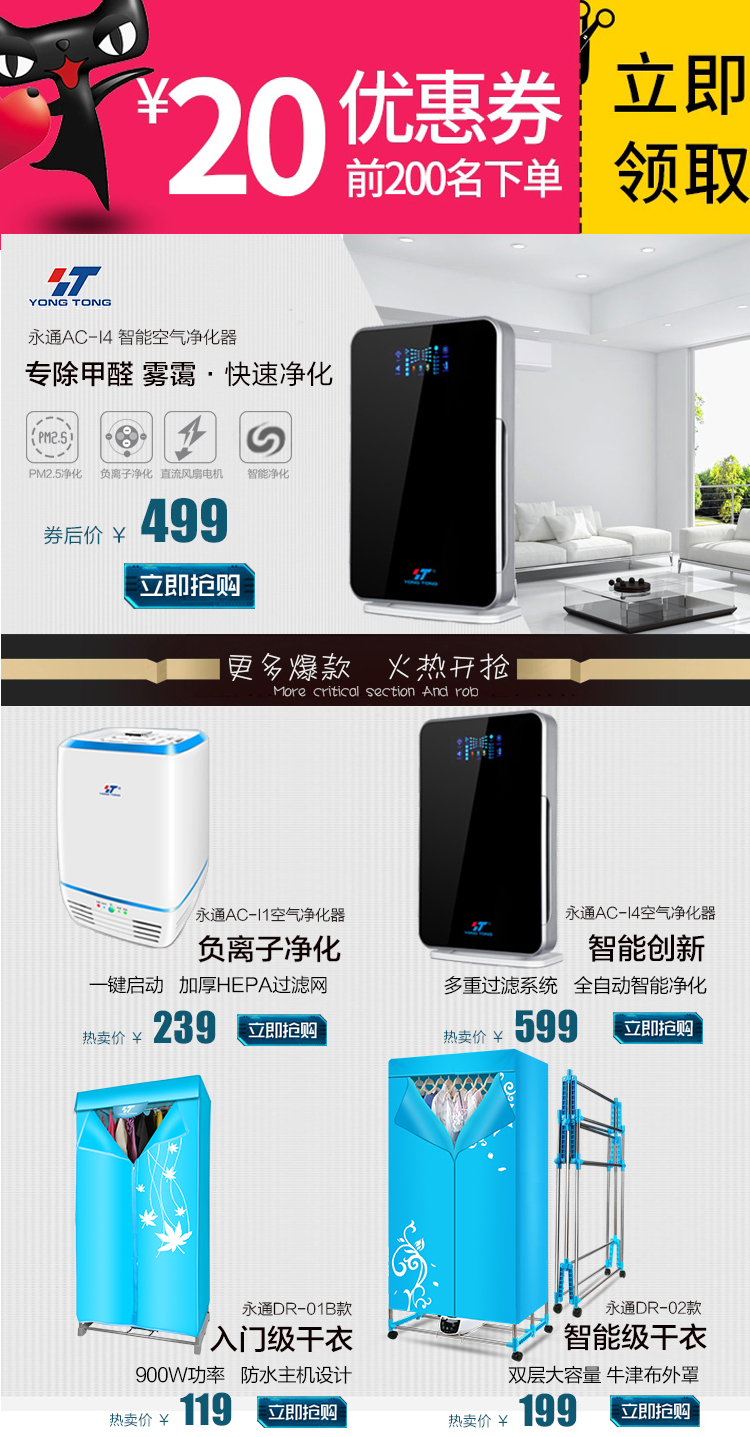 ¥20 优惠券
前200名下单
立即
领取
YONG TONG
永通AC-I4 智能空气净化器
专除甲醛 雾霭·快速净化
PM2.5
PM2.5净化 负离子净化 直流风扇电机 智能净化
券后价 ¥ 499
立即抢购
YONG TONG
更多爆款 火热开抢
More critical section And rob
YONG TONG
YONG TONG
永通AC-I1空气净化器
负离子净化
一键启动 加厚HEPA过滤网
热卖价 ¥ 239 立即抢购
永通AC-I4空气净化器
智能创新
多重过滤系统 全自动智能净化
热卖价 ¥ 599 立即抢购
永通DR-01B款
入门级干衣
900W功率 防水主机设计
热卖价 ¥ 119 立即抢购
永通DR-02款
智能级干衣
双层大容量 牛津布外罩
热卖价 ¥ 199 立即抢购